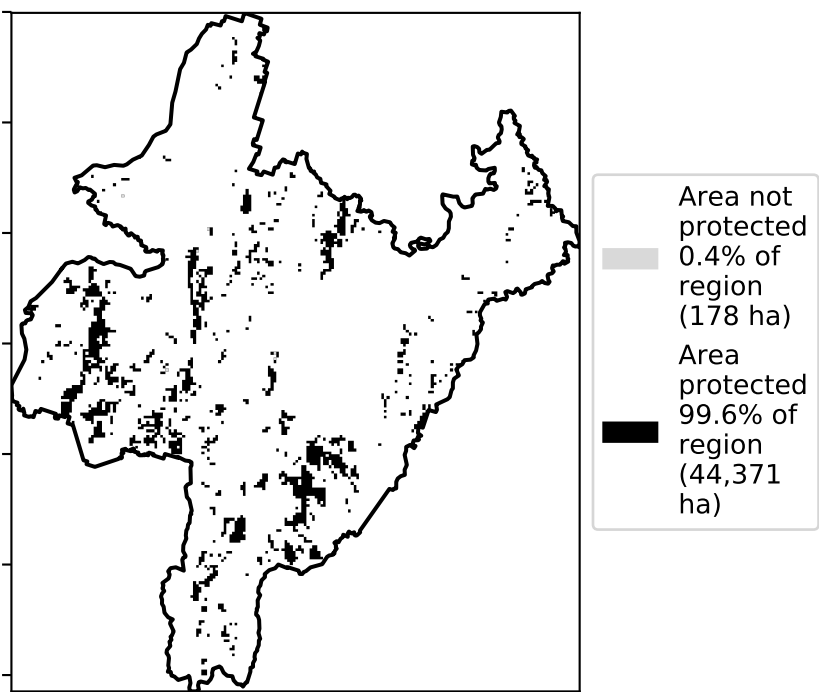 Area not
protected
0.4% of
region
(178 ha)
Area
protected
99.6% of
region
(44,371
ha)